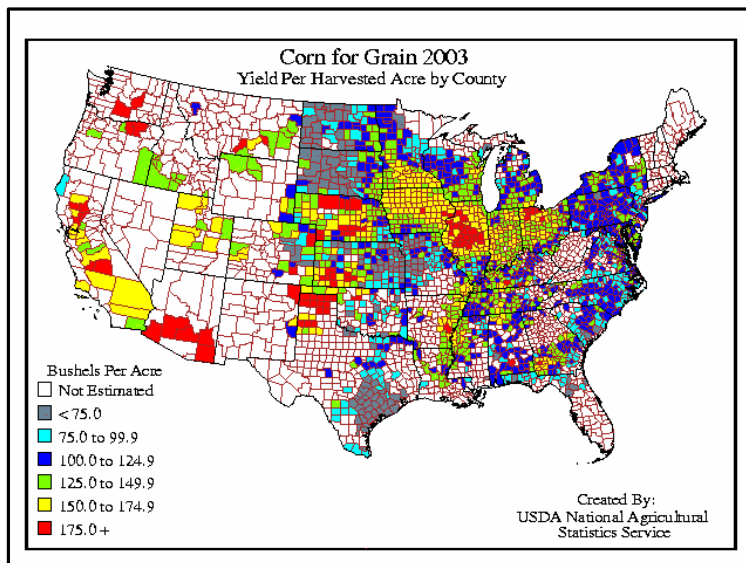 Corn for Grain 2003
Yield Per Harvested Acre by County
Bushels Per Acre
Not Estimated
<75.0
75.0 to 99.9
100.0 to 124.9
125.0 to 149.9
150.0 to 174.9
175.0 +
Created By:
USDA National Agricultural
Statistics Service